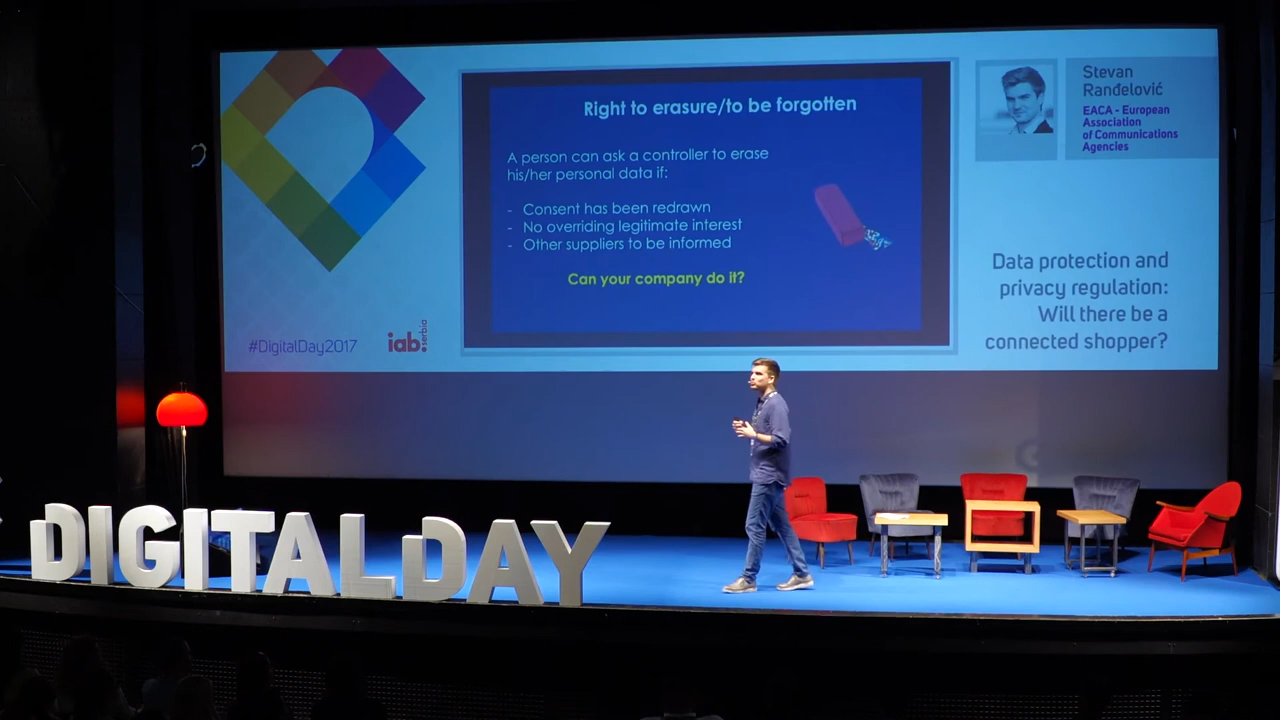 Right to erasure/to be forgotten
A person can ask a controller to erase
his/her personal data if:
- Consent has been redrawn
- No overriding legitimate interest
- Other suppliers to be informed
Can your company do it?
#DigitalDay2017
iab.
serbia
Stevan
Ranđelović
EACA - European
Association
of Communications
Agencies
Data protection and
privacy regulation:
Will there be a
connected shopper?
DIGITALDAY